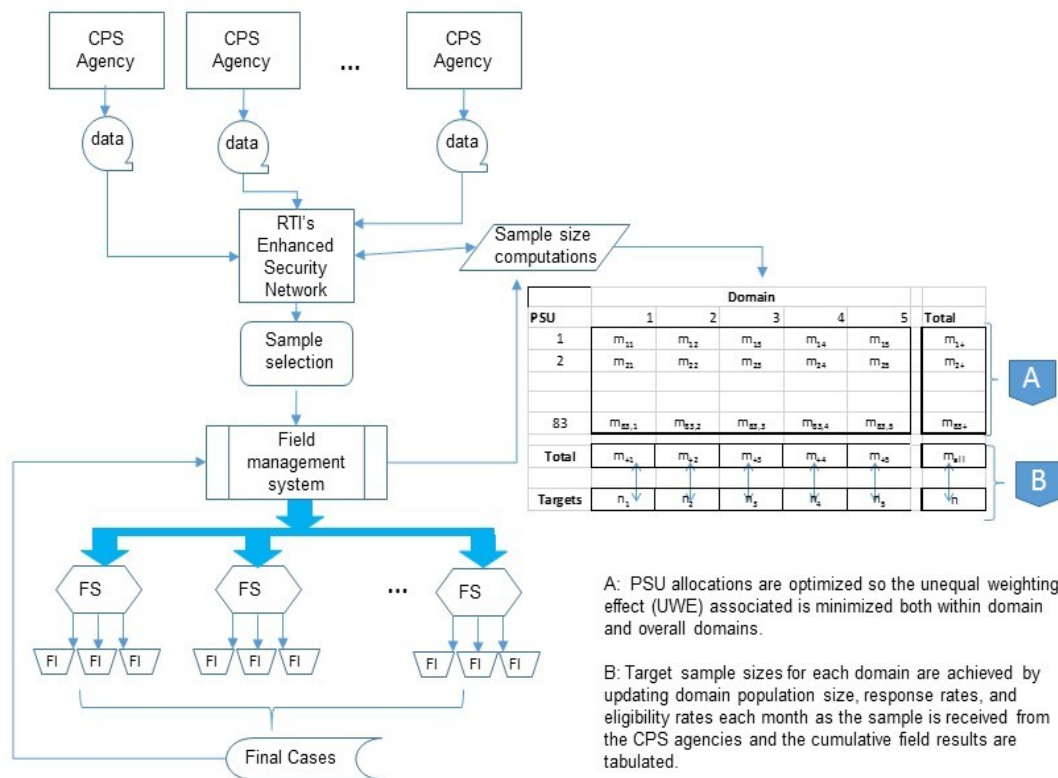 CPS
Agency
CPS
Agency
...
CPS
Agency
data
data
data
RTI's
Enhanced
Security
Network
Sample size
computations
Sample
selection
Field
management
system
Domain
PSU 1 2 3 4 5 Total
1 m₁₁ m₁₂ m₁₃ m₁₄ m₁₅ m₁₊
2 m₂₁ m₂₂ m₂₃ m₂₄ m₂₅ m₂₊
83 m₈₃,₁ m₈₃,₂ m₈₃,₃ m₈₃,₄ m₈₃,₅ m₈₃₊
Total m₊₁ m₊₂ m₊₃ m₊₄ m₊₅ mₐₗₗ
Targets n₁ n₂ n₃ n₄ n₅ n
A
B
FS
FS
...
FS
FI FI FI
FI FI FI
FI FI FI
Final Cases
A: PSU allocations are optimized so the unequal weighting
effect (UWE) associated is minimized both within domain
and overall domains.
B: Target sample sizes for each domain are achieved by
updating domain population size, response rates, and
eligibility rates each month as the sample is received from
the CPS agencies and the cumulative field results are
tabulated.